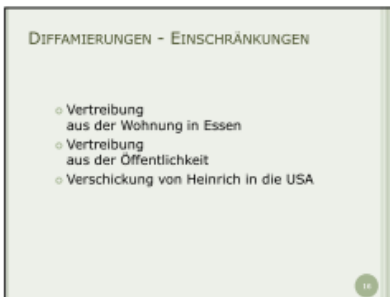 DIFFAMIERUNGEN - EINSCHRÄNKUNGEN
Vertreibung
aus der Wohnung in Essen
Vertreibung
aus der Öffentlichkeit
Verschickung von Heinrich in die USA